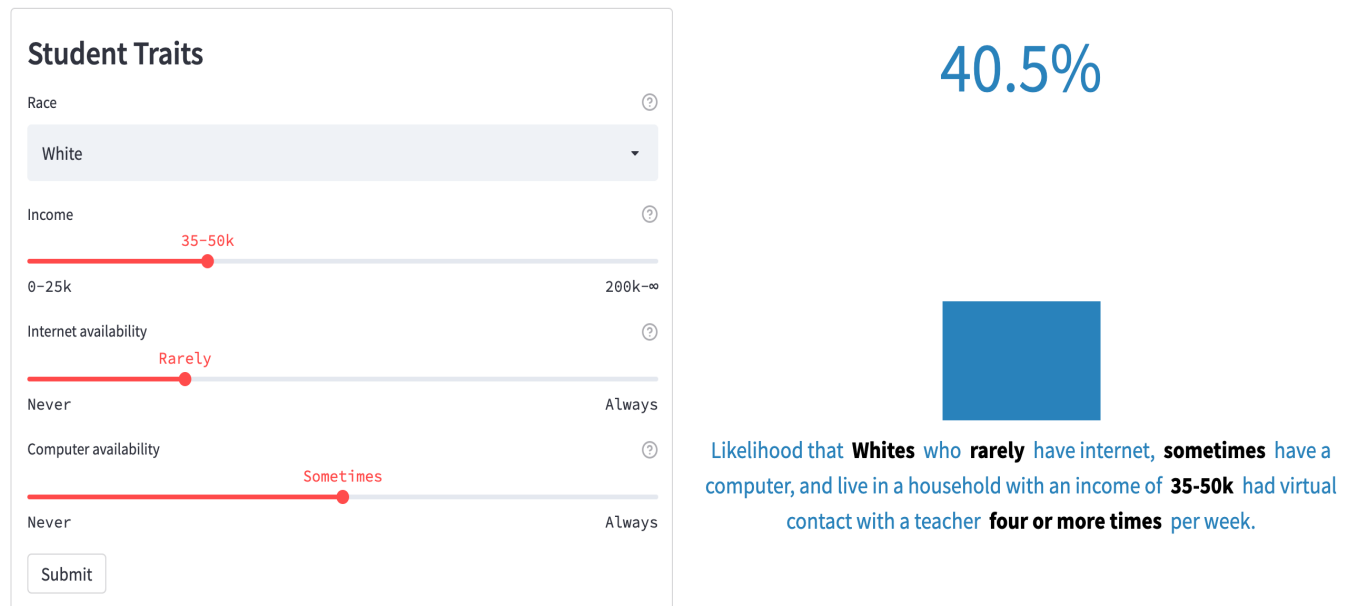 Student Traits
Race
White
Income
35-50k
0-25k 200k-∞
Internet availability
Rarely
Never Always
Computer availability
Sometimes
Never Always
Submit
40.5%
Likelihood that Whites who rarely have internet, sometimes have a
computer, and live in a household with an income of 35-50k had virtual
contact with a teacher four or more times per week.